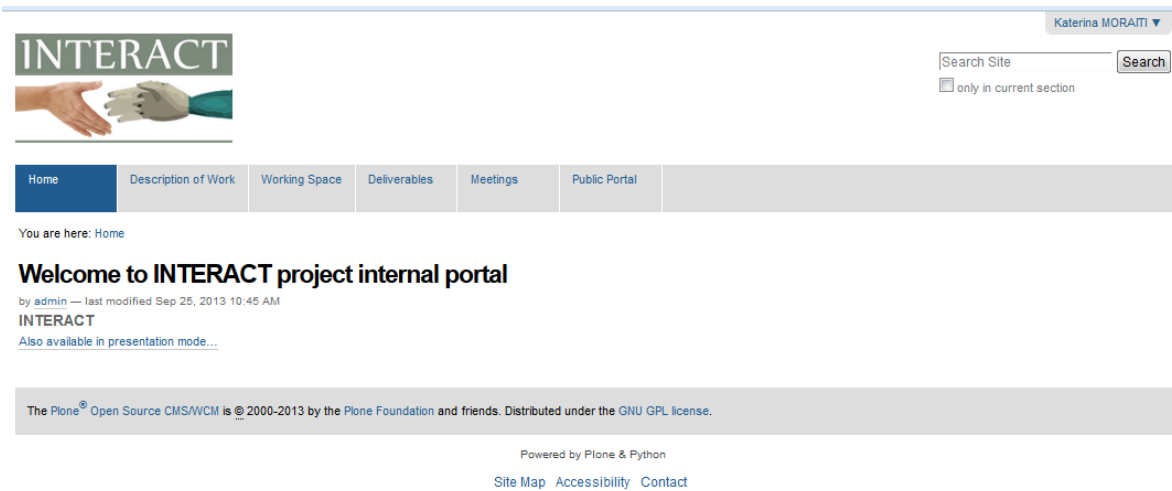 Katerina MORAITI ▼
INTERACT
Search Site
Search
only in current section
Home
Description of Work
Working Space
Deliverables
Meetings
Public Portal
You are here: Home
Welcome to INTERACT project internal portal
by admin — last modified Sep 25, 2013 10:45 AM
INTERACT
Also available in presentation mode…
The Plone® Open Source CMS/WCM is © 2000-2013 by the Plone Foundation and friends. Distributed under the GNU GPL license.
Powered by Plone & Python
Site Map Accessibility Contact